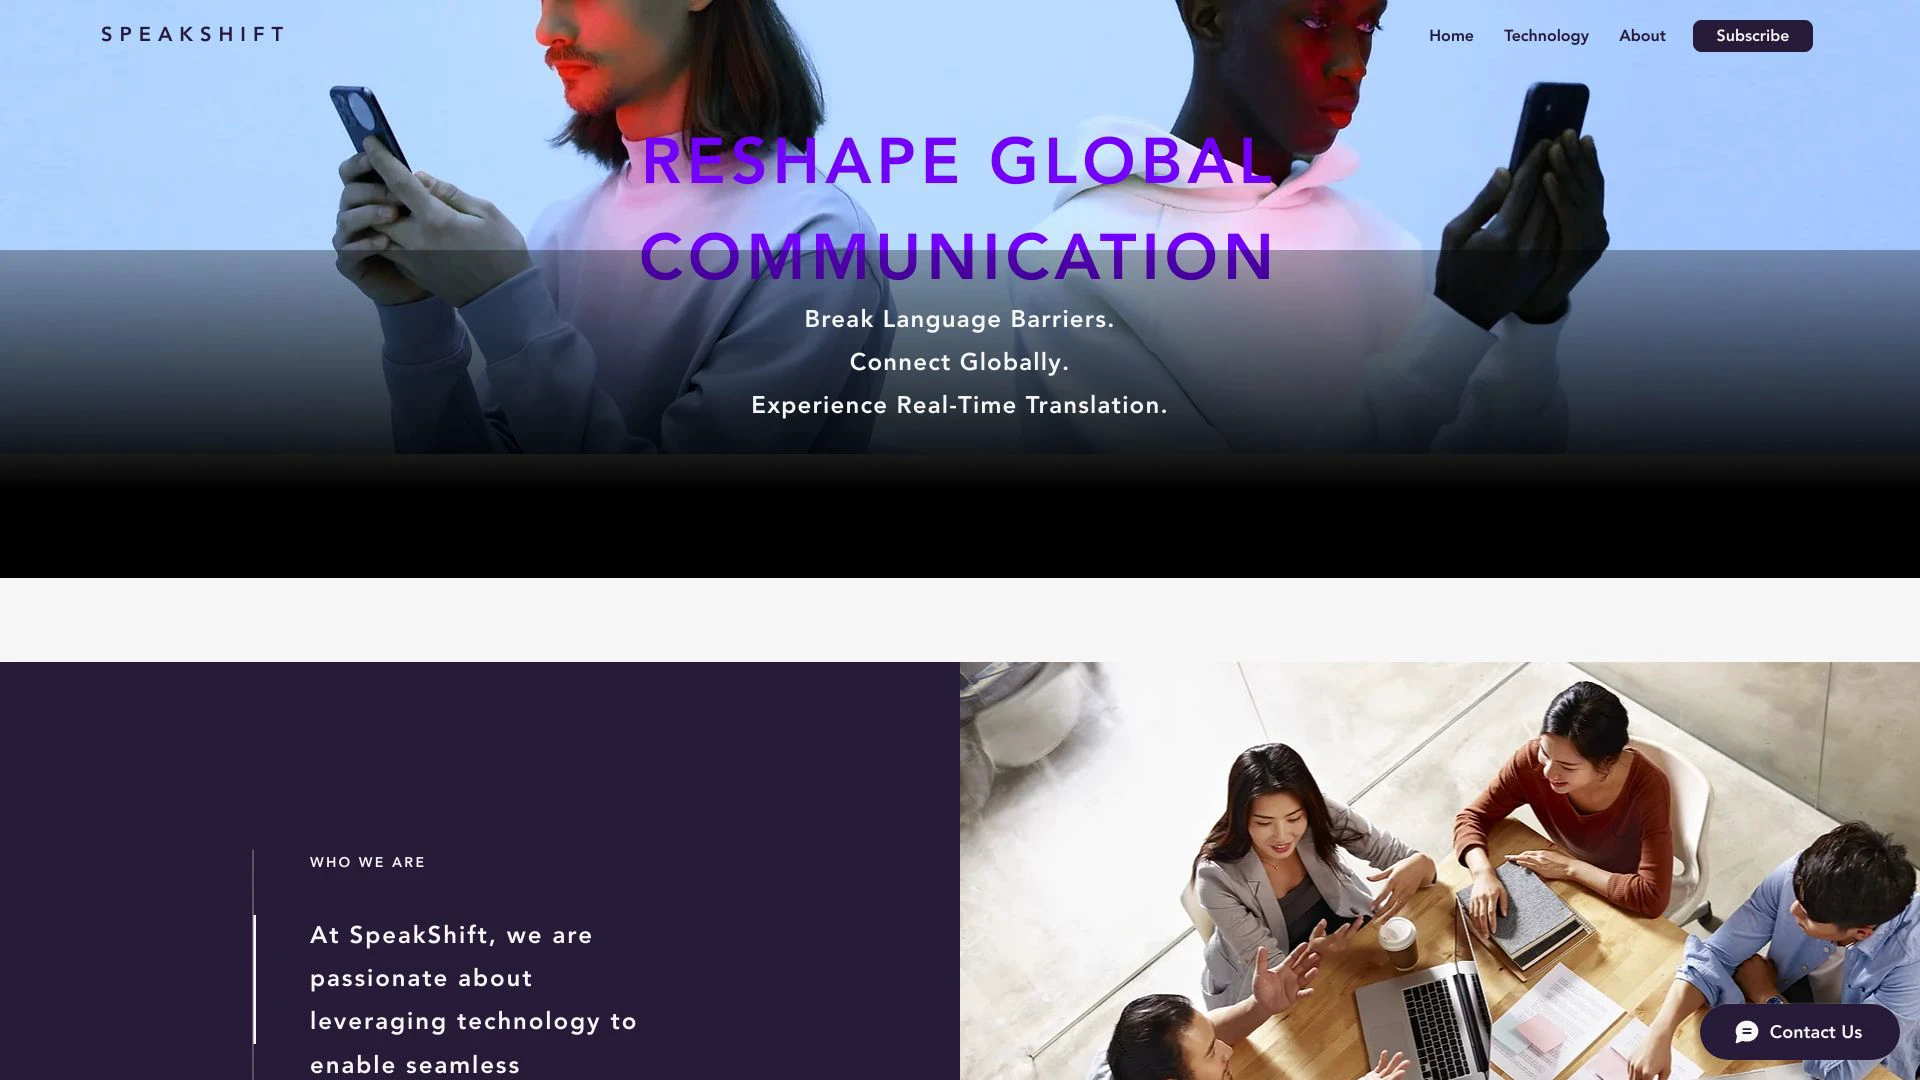 SPEAKSHIFT
Home
Technology
About
Subscribe
RESHAPE GLOBAL
COMMUNICATION
Break Language Barriers.
Connect Globally.
Experience Real-Time Translation.
WHO WE ARE
At SpeakShift, we are
passionate about
leveraging technology to
enable seamless
Contact Us